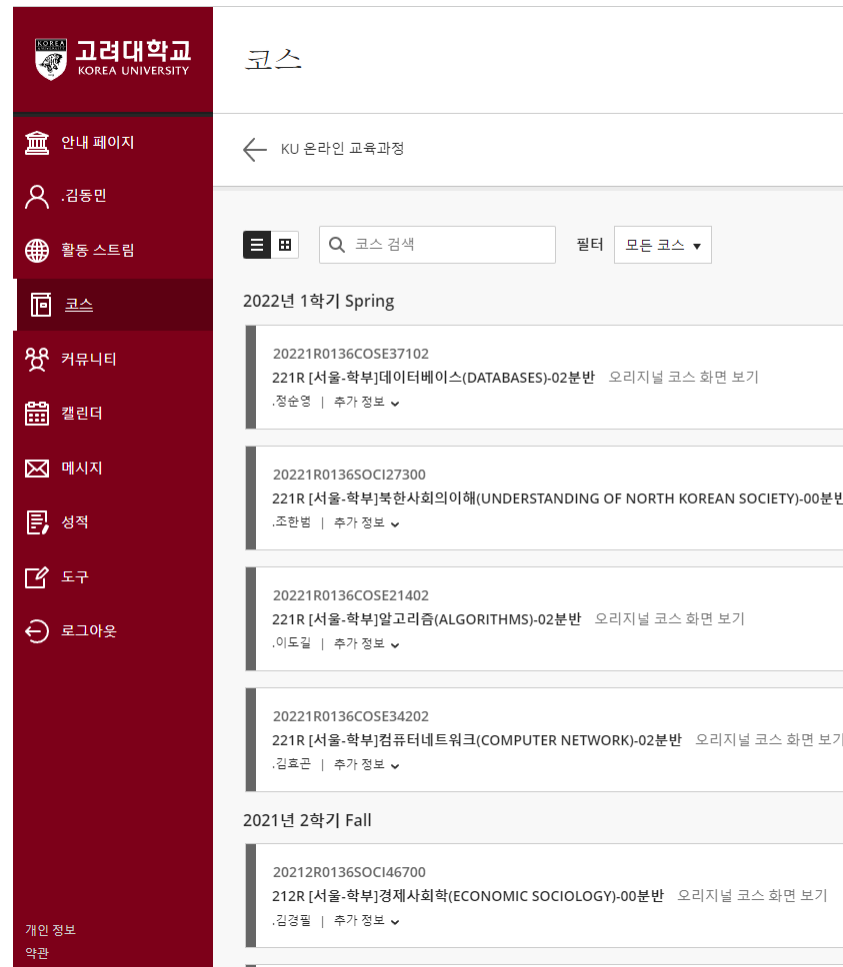 KOREA
고려대학교
KOREA UNIVERSITY
안내 페이지
.김동민
활동 스트림
코스
커뮤니티
캘린더
메시지
성적
도구
로그아웃
개인 정보
약관
코스
KU 온라인 교육과정
코스 검색
필터
모든 코스
2022년 1학기 Spring
20221R0136COSE37102
221R [서울-학부]데이터베이스(DATABASES)-02분반 오리지널 코스 화면 보기
.정순영 | 추가 정보
20221R0136SOCI27300
221R [서울-학부]북한사회의이해(UNDERSTANDING OF NORTH KOREAN SOCIETY)-00분반
.조한범 | 추가 정보
20221R0136COSE21402
221R [서울-학부]알고리즘(ALGORITHMS)-02분반 오리지널 코스 화면 보기
.이도길 | 추가 정보
20221R0136COSE34202
221R [서울-학부]컴퓨터네트워크(COMPUTER NETWORK)-02분반 오리지널 코스 화면 보기
.김효곤 | 추가 정보
2021년 2학기 Fall
20212R0136SOCI46700
212R [서울-학부]경제사회학(ECONOMIC SOCIOLOGY)-00분반 오리지널 코스 화면 보기
.김경필 | 추가 정보